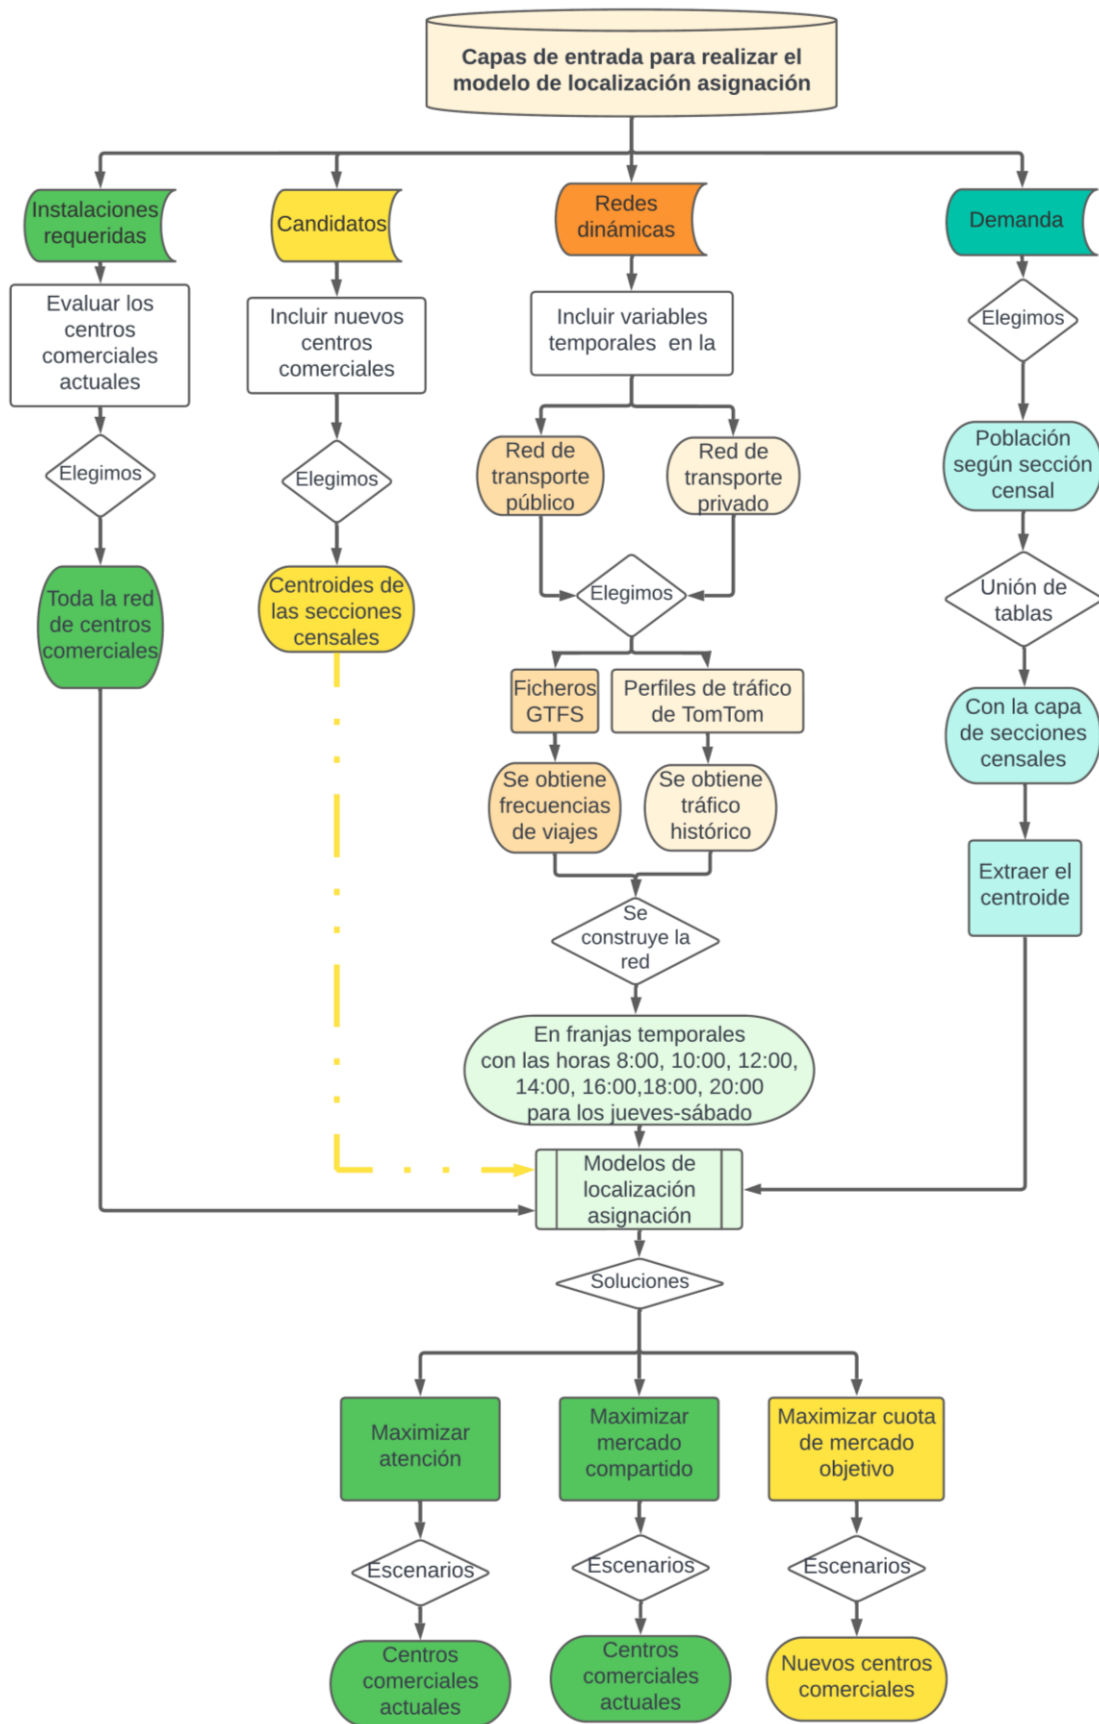 Capas de entrada para realizar el
modelo de localización asignación
Instalaciones
requeridas
Candidatos
Redes
dinámicas
Demanda
Evaluar los
centros
comerciales
actuales
Incluir nuevos
centros
comerciales
Incluir variables
temporales en la
Elegimos
Elegimos
Elegimos
Red de
transporte
público
Red de
transporte
privado
Población
según sección
censal
Toda la red
de centros
comerciales
Centroides de
las secciones
censales
Elegimos
Unión de
tablas
Ficheros
GTFS
Perfiles de tráfico
de TomTom
Con la capa
de secciones
censales
Se obtiene
frecuencias
de viajes
Se obtiene
tráfico
histórico
Extraer el
centroide
Se
construye la
red
En franjas temporales
con las horas 8:00, 10:00, 12:00,
14:00, 16:00,18:00, 20:00
para los jueves-sábado
Modelos de
localización
asignación
Soluciones
Maximizar
atención
Maximizar
mercado
compartido
Maximizar cuota
de mercado
objetivo
Escenarios
Escenarios
Escenarios
Centros
comerciales
actuales
Centros
comerciales
actuales
Nuevos centros
comerciales